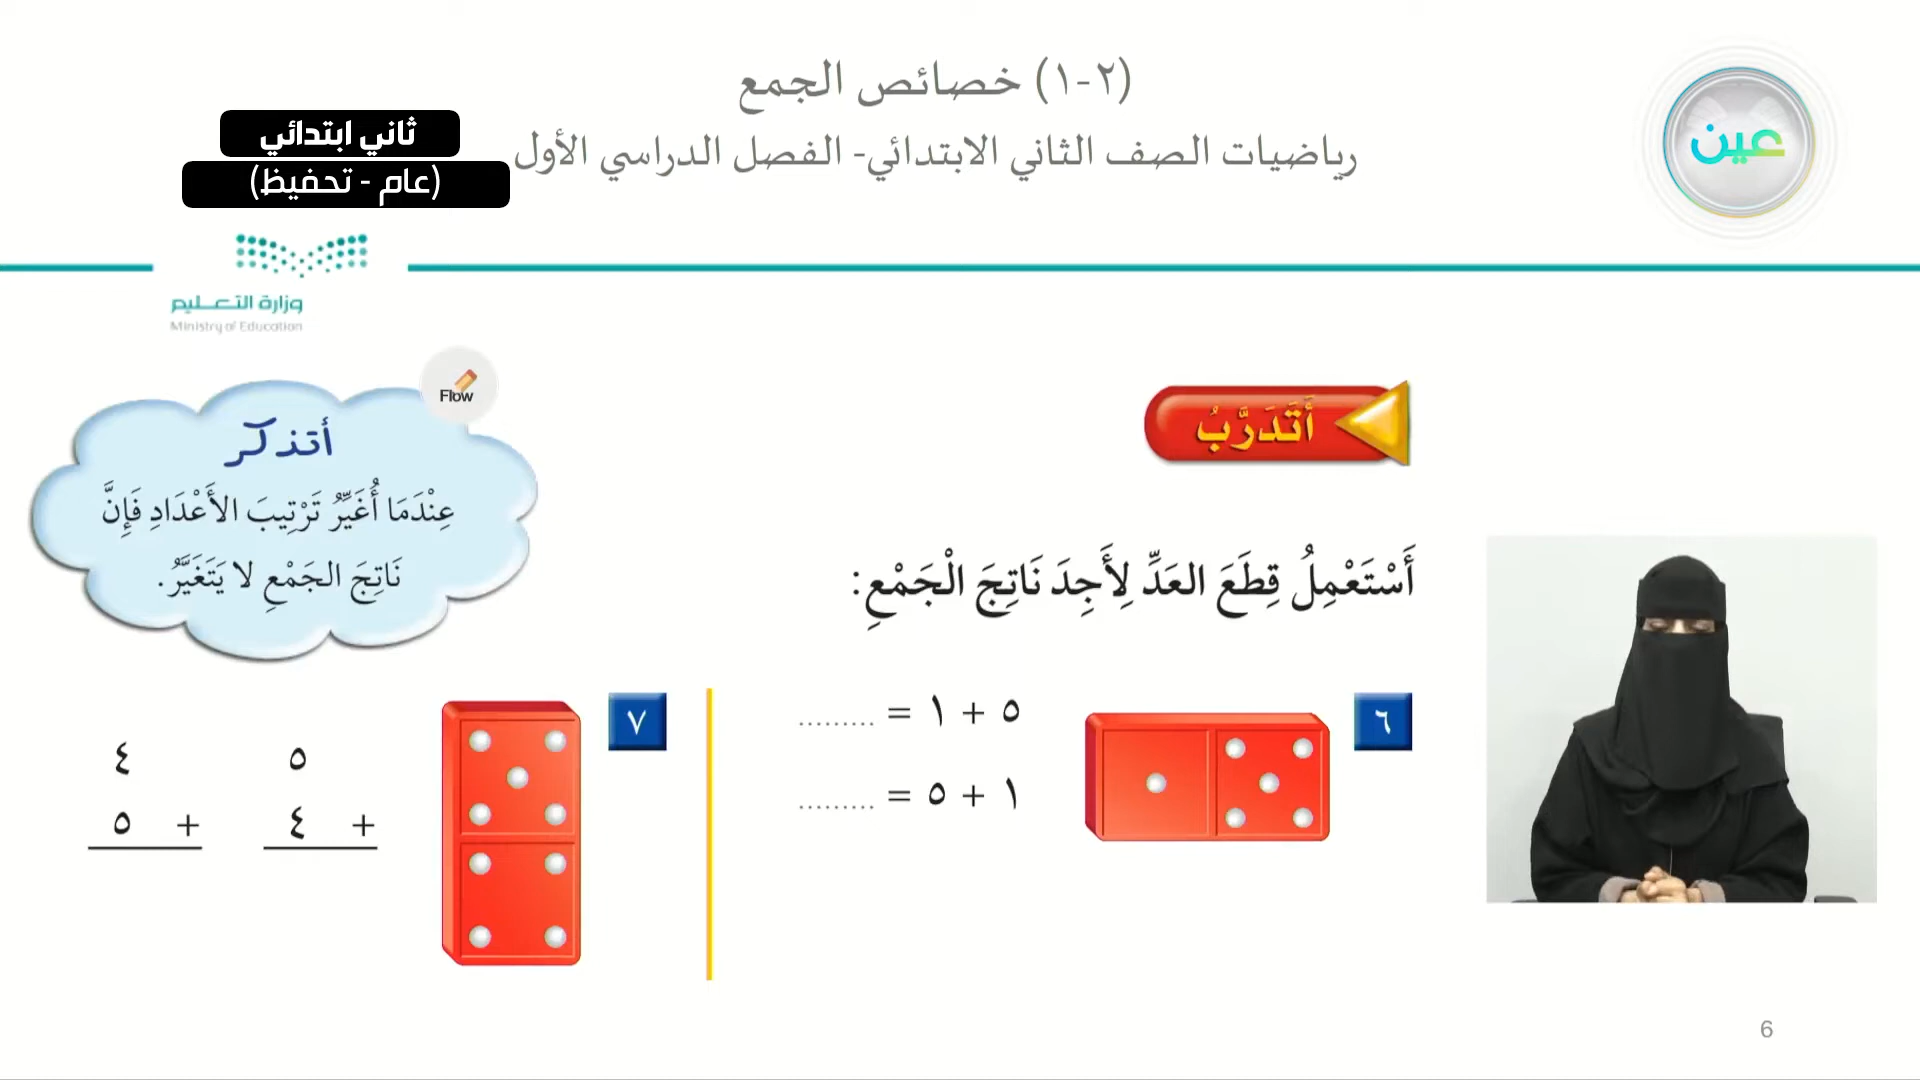 (٢-١) خصائص الجمع
رياضيات الصف الثاني الابتدائي- الفصل الدراسي الأول
ثاني ابتدائي
(عام - تحفيظ)
عين
وزارة التعـــليم
Ministry of Education
Flow
أَتَدَرَّبُ
أتذكر
عِنْدَمَا أُغَيِّرُ تَرْتِيبَ الأَعْدَادِ فَإِنَّ
نَاتِجَ الجَمْعِ لا يَتَغَيَّرُ.
أَسْتَعْمِلُ قِطَعَ العَدِّ لِأَجِدَ نَاتِجَ الْجَمْعِ:
٦
٥ + ١ = .........
١ + ٥ = .........
٧
٥
+ ٤
٤
+ ٥
6